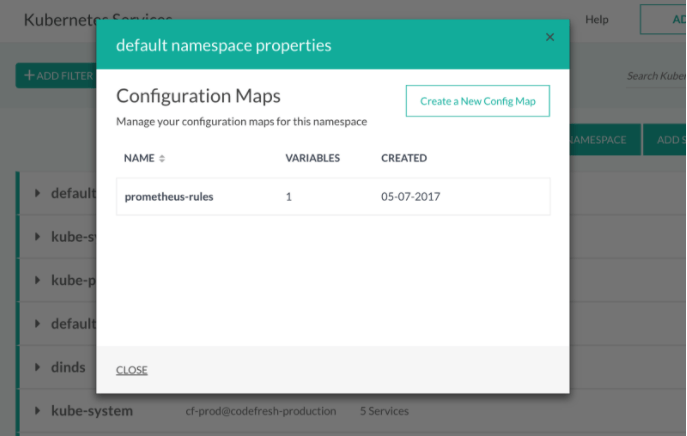 Kubernetes Services
Help
AD
default namespace properties
×
+ ADD FILTER
Search Kuber
Configuration Maps
Create a New Config Map
Manage your configuration maps for this namespace
NAMESPACE
ADD S
NAME
VARIABLES
CREATED
prometheus-rules
1
05-07-2017
default
kube-sy
kube-p
default
dinds
CLOSE
kube-system
cf-prod@codefresh-production
5 Services